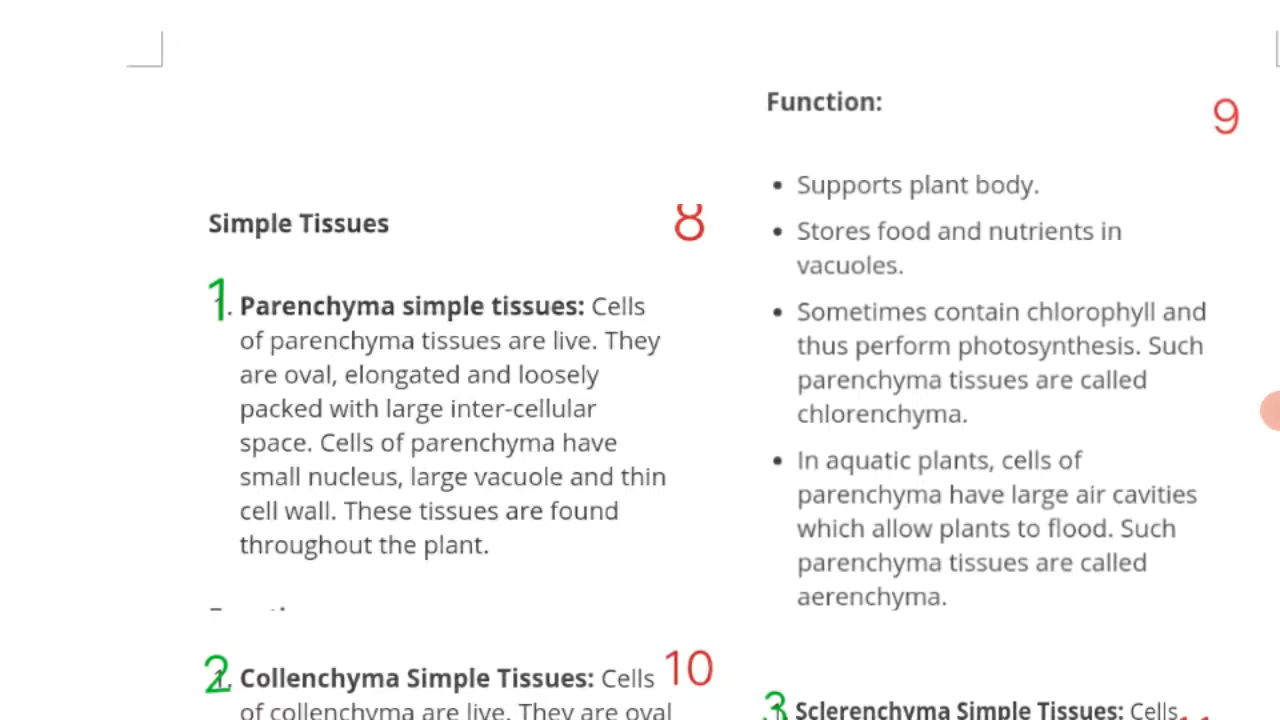 Simple Tissues
8
1. Parenchyma simple tissues: Cells
of parenchyma tissues are live. They
are oval, elongated and loosely
packed with large inter-cellular
space. Cells of parenchyma have
small nucleus, large vacuole and thin
cell wall. These tissues are found
throughout the plant.
2. Collenchyma Simple Tissues: Cells
10
of collenchyma are live. They are oval
Function:
9
• Supports plant body.
• Stores food and nutrients in
vacuoles.
• Sometimes contain chlorophyll and
thus perform photosynthesis. Such
parenchyma tissues are called
chlorenchyma.
• In aquatic plants, cells of
parenchyma have large air cavities
which allow plants to flood. Such
parenchyma tissues are called
aerenchyma.
3 Sclerenchyma Simple Tissues: Cells